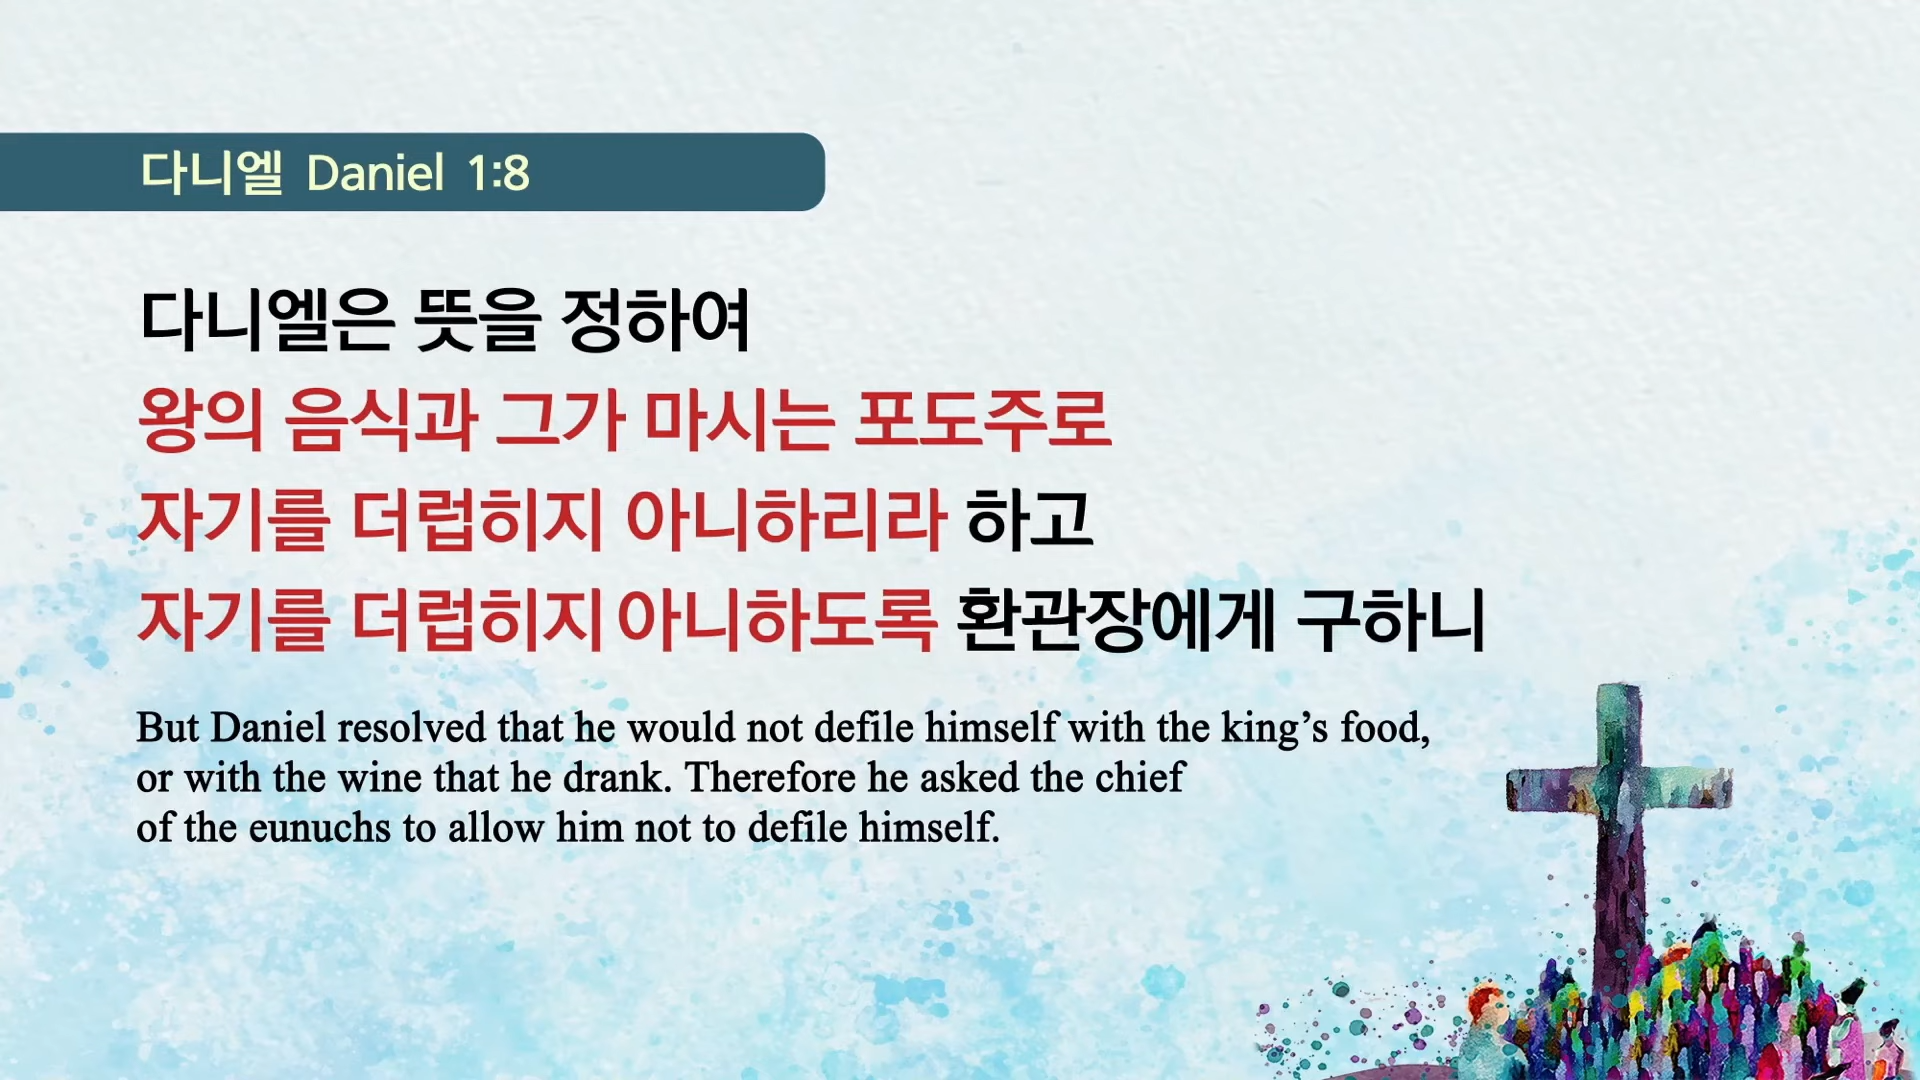 다니엘 Daniel 1:8
다니엘은 뜻을 정하여
왕의 음식과 그가 마시는 포도주로
자기를 더럽히지 아니하리라 하고
자기를 더럽히지 아니하도록 환관장에게 구하니
But Daniel resolved that he would not defile himself with the king’s food,
or with the wine that he drank. Therefore he asked the chief
of the eunuchs to allow him not to defile himself.